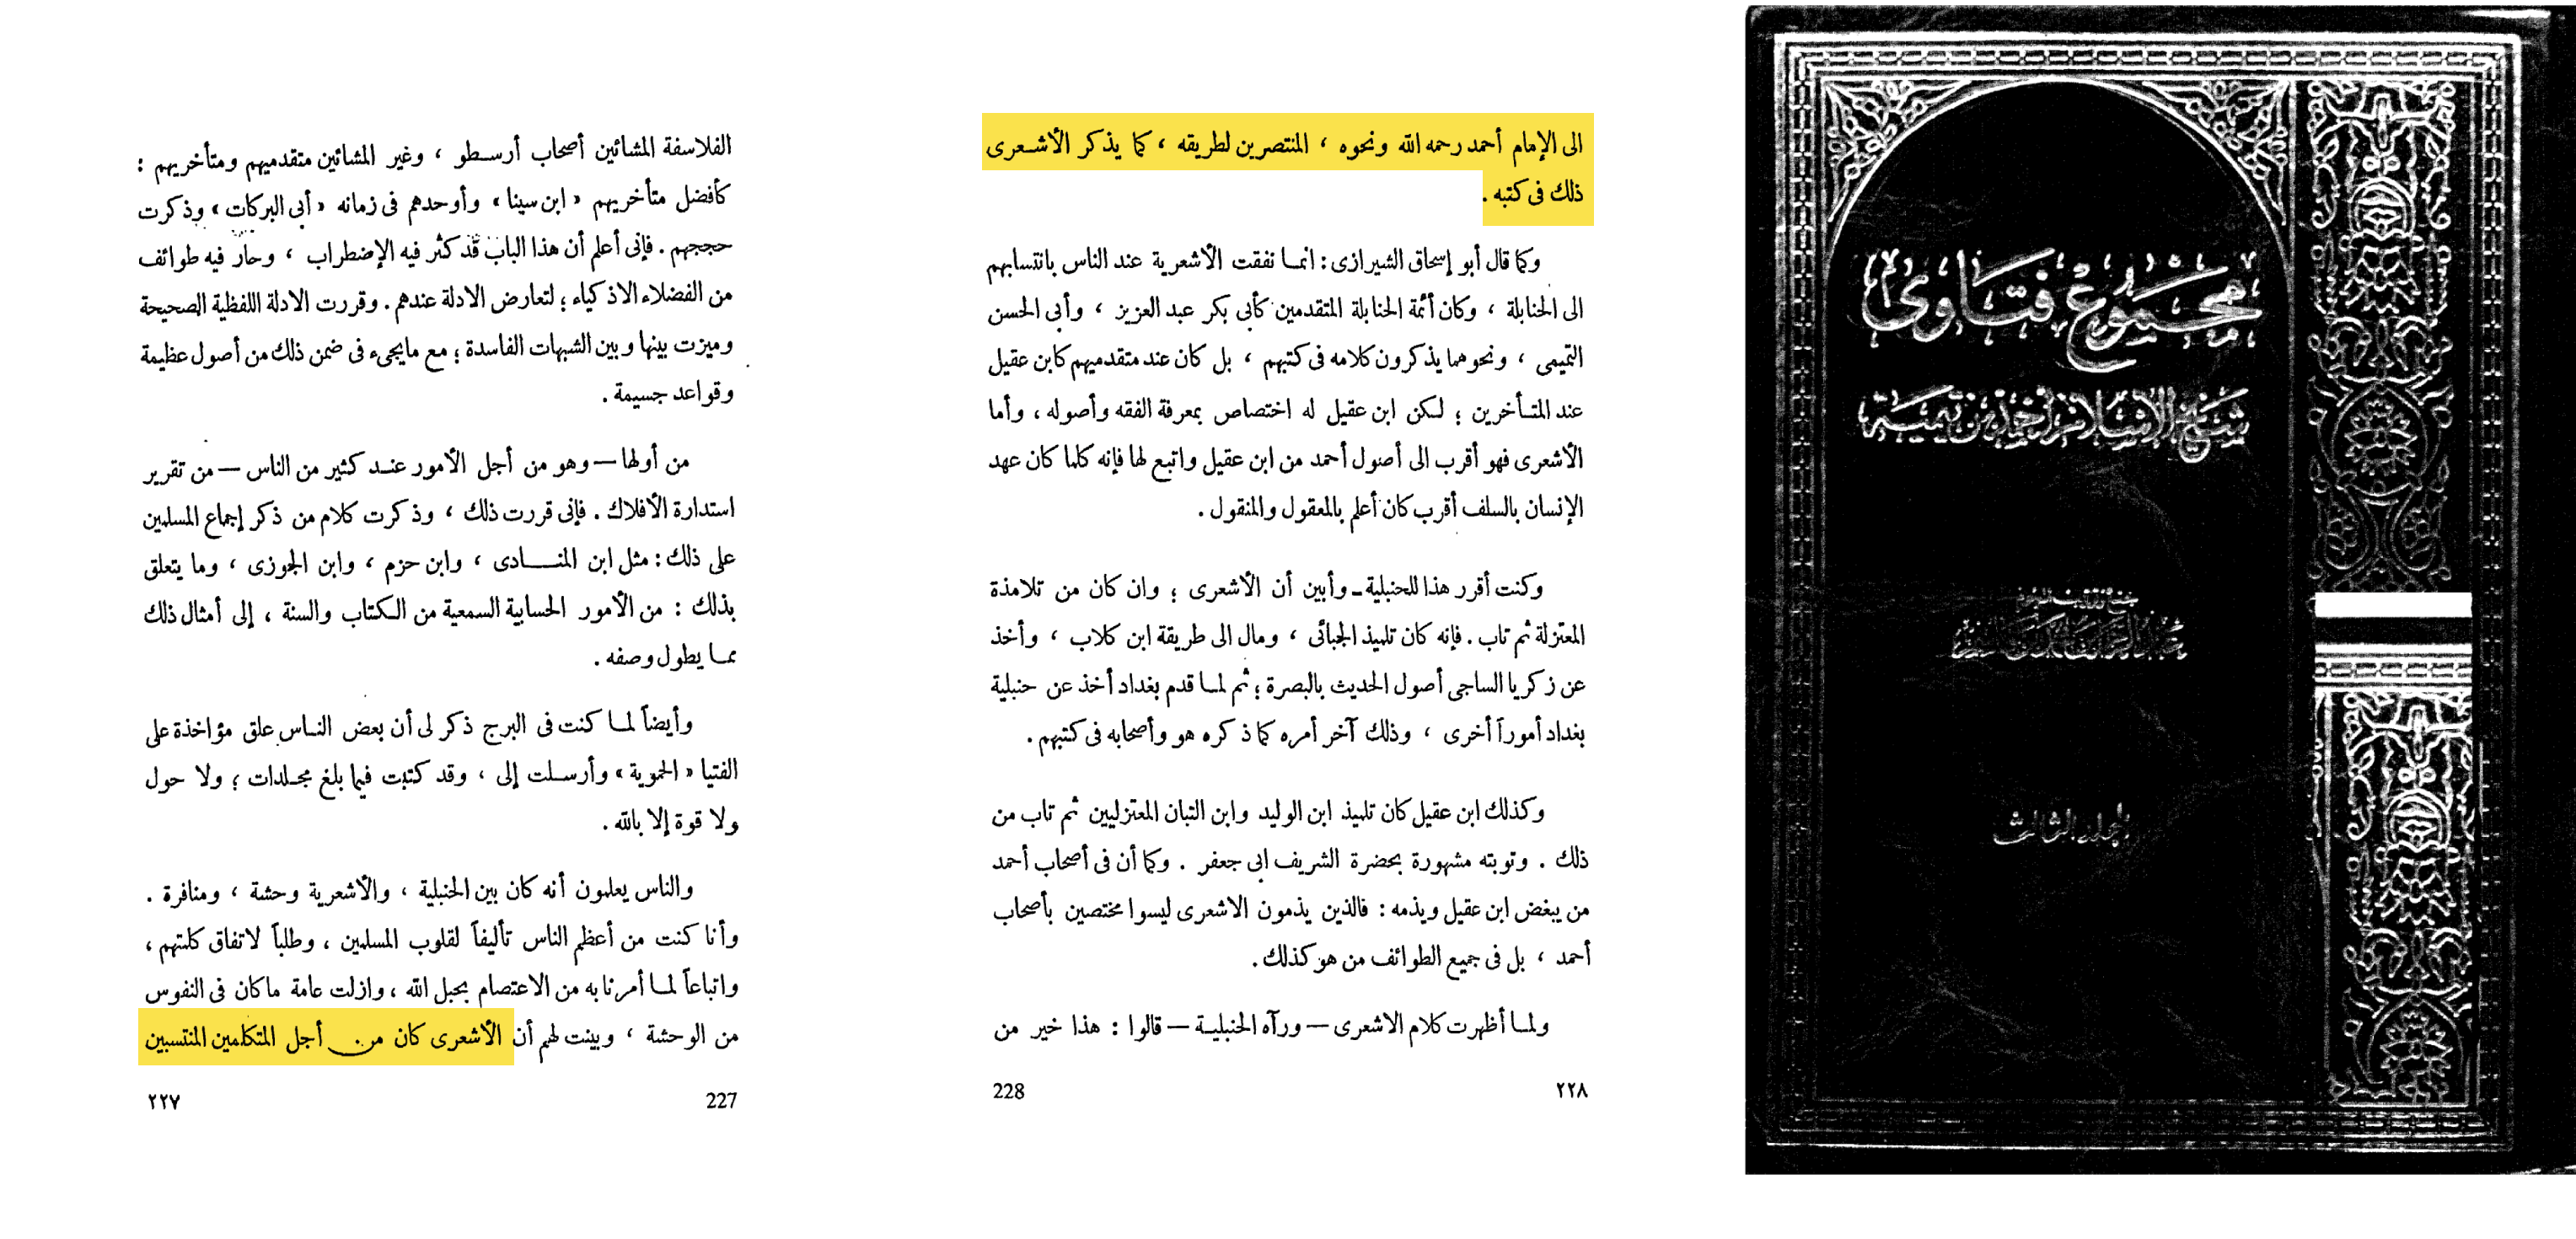 الفلاسفة المشائين أصحاب أرسطو ، وغير المشائين متقدميهم ومتأخريهم :
كأفضل متأخريهم « ابن سينا » وأوحدهم فى زمانه « أبى البركات » وذكرت
حججهم . فإنى أعلم أن هذا الباب قد كثر فيه الإضطراب ، وحار فيه طوائف
من الفضلاء الاذكياء ؛ لتعارض الادلة عندهم . وقررت الادلة اللفظية الصحيحة
وميزت بينها وبين الشبهات الفاسدة ؛ مع مايجىء فى ضمن ذلك من أصول عظيمة
وقواعد جسيمة .
من أولها — وهو من أجل الأمور عند كثير من الناس — من تقرير
استدارة الأفلاك . فإنى قررت ذلك ، وذكرت كلام من ذكر إجماع المسلمين
على ذلك : مثل ابن المنادى ، وابن حزم ، وابن الجوزى ، وما يتعلق
بذلك : من الأمور الحسابية السمعية من الكتاب والسنة ، إلى أمثال ذلك
مما يطول وصفه .
وأيضاً لما كنت فى البرج ذكر لى أن بعض الناس علق مؤاخذة على
الفتيا « الحموية » وأرسلت إلى ، وقد كتبت فيما بلغ مجلدات ؛ ولا حول
ولا قوة إلا بالله .
والناس يعلمون أنه كان بين الحنبلية ، والأشعرية وحشة ، ومنافرة .
وأنا كنت من أعظم الناس تأليفاً لقلوب المسلمين ، وطلباً لاتفاق كلمتهم ،
واتباعاً لما أمرنا به من الاعتصام بحبل الله ، وازلت عامة ماكان فى النفوس
من الوحشة ، وبينت لهم أن الأشعرى كان من أجل المتكلمين المنتسبين
٢٢٧ 227
الى الإمام أحمد رحمه الله ونحوه ، المنتصرين لطريقه ، كما يذكر الأشعرى
ذلك فى كتبه .
وكما قال أبو إسحاق الشيرازى : انما نفقت الأشعرية عند الناس بانتسابهم
الى الحنابلة ، وكان أئمة الحنابلة المتقدمين كأبى بكر عبد العزيز ، وأبى الحسن
التميمى ، ونحوهما يذكرون كلامه فى كتبهم ، بل كان عند متقدميهم كابن عقيل
عند المتأخرين ؛ لكن ابن عقيل له اختصاص بمعرفة الفقه وأصوله ، وأما
الأشعرى فهو أقرب الى أصول أحمد من ابن عقيل واتبع لها فإنه كلما كان عهد
الإنسان بالسلف أقرب كان أعلم بالمعقول والمنقول .
وكنت أقرر هذا للحنبلية - وأبين أن الأشعرى ؛ وان كان من تلامذة
المعتزلة ثم تاب . فإنه كان تلميذ الجبائى ، ومال الى طريقة ابن كلاب ، وأخذ
عن زكريا الساجى أصول الحديث بالبصرة ؛ ثم لما قدم بغداد أخذ عن حنبلية
بغداد أموراً أخرى ، وذلك آخر أمره كما ذكره هو وأصحابه فى كتبهم .
وكذلك ابن عقيل كان تلميذ ابن الوليد وابن التبان المعتزليين ثم تاب من
ذلك . وتوبته مشهورة بحضرة الشريف ابى جعفر . وكما أن فى أصحاب أحمد
من يبغض ابن عقيل ويذمه : فالذين يذمون الاشعرى ليسوا مختصين بأصحاب
أحمد ، بل فى جميع الطوائف من هو كذلك .
ولما أظهرت كلام الاشعرى — ورآه الحنبلية — قالوا : هذا خير من
228 ٢٢٨
مجموع فتاوى
شيخ الإسلام أحمد بن تيمية
المجلد الثالث